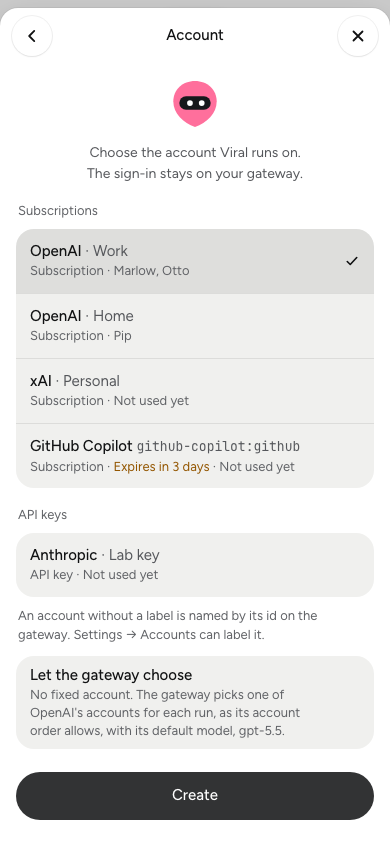 Account
Choose the account Viral runs on.
The sign-in stays on your gateway.
Subscriptions
OpenAI · Work
Subscription · Marlow, Otto
OpenAI · Home
Subscription · Pip
xAI · Personal
Subscription · Not used yet
GitHub Copilot github-copilot:github
Subscription · Expires in 3 days · Not used yet
API keys
Anthropic · Lab key
API key · Not used yet
An account without a label is named by its id on the
gateway. Settings → Accounts can label it.
Let the gateway choose
No fixed account. The gateway picks one of
OpenAI's accounts for each run, as its account
order allows, with its default model, gpt-5.5.
Create